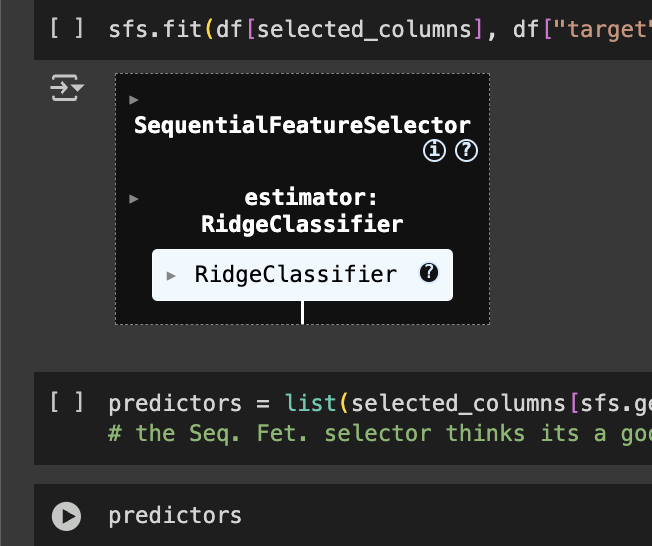 [ ] sfs.fit(df[selected_columns], df["target"
SequentialFeatureSelector
i ?
estimator:
RidgeClassifier
RidgeClassifier ?
[ ] predictors = list(selected_columns[sfs.ge
# the Seq. Fet. selector thinks its a goo
predictors